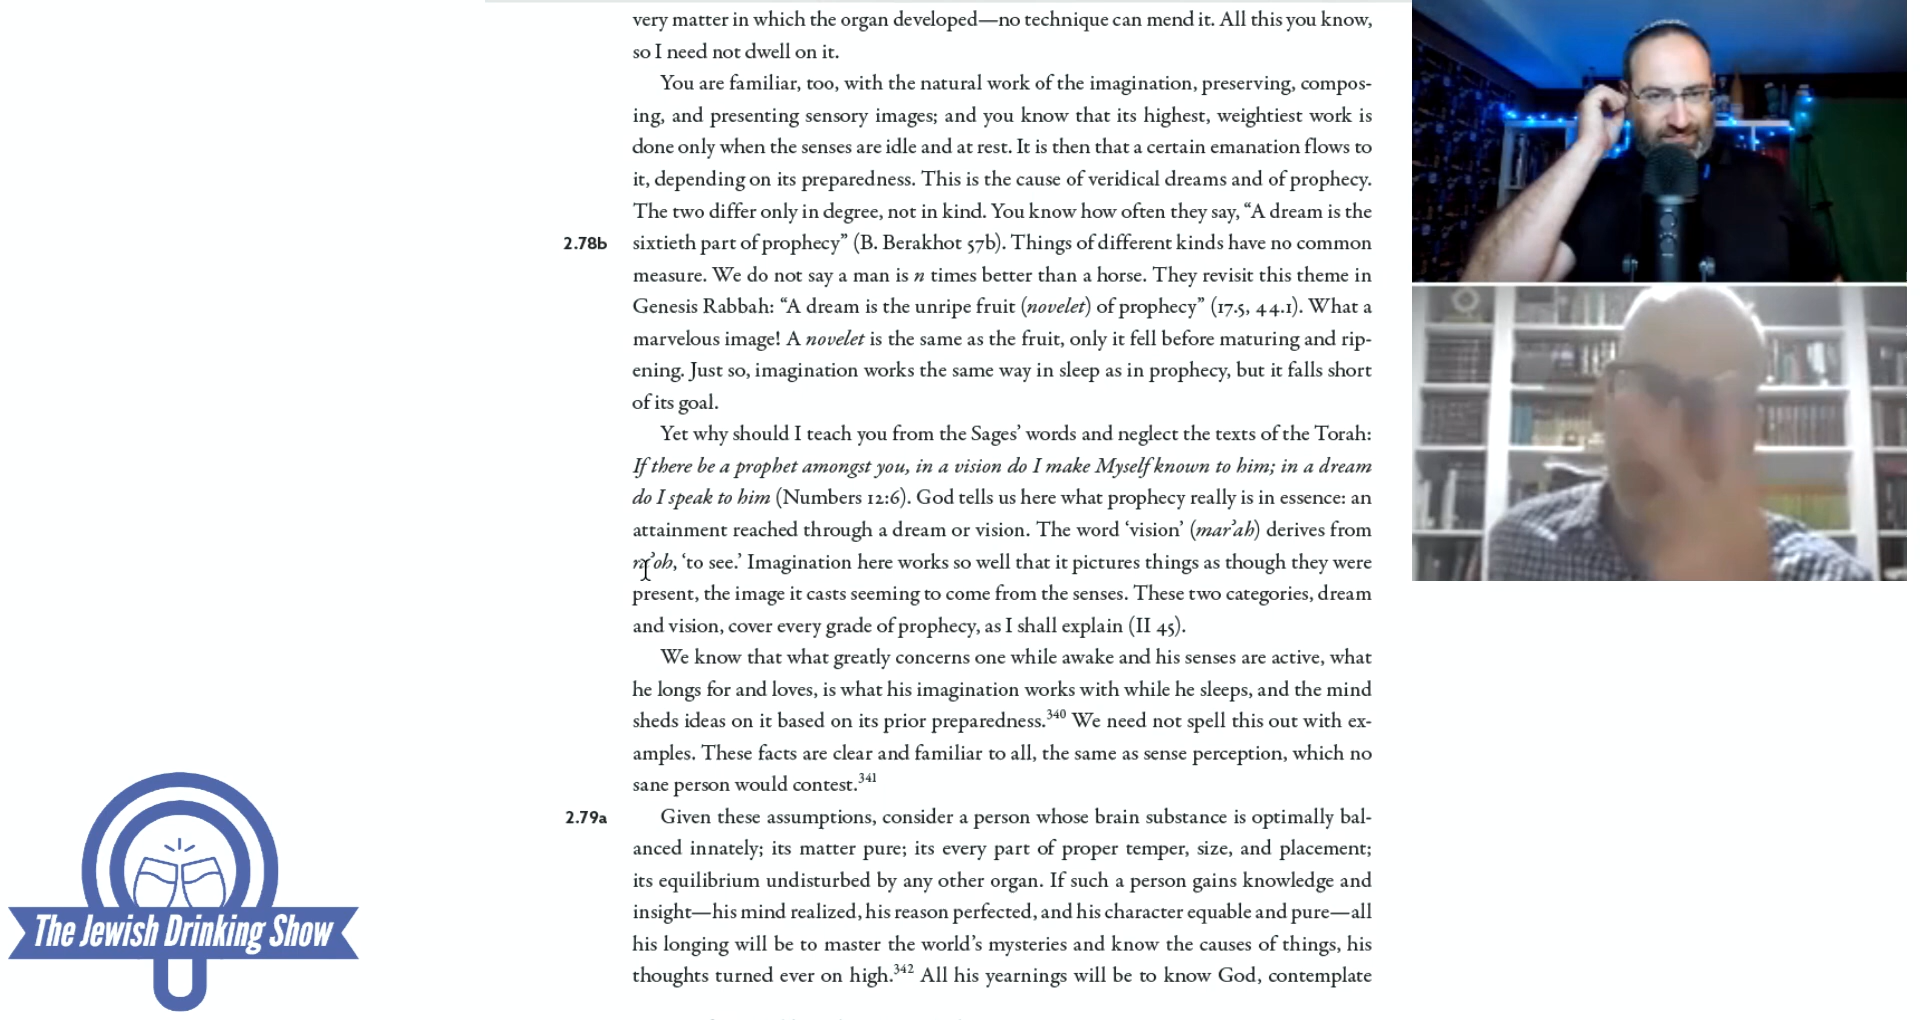 very matter in which the organ developed—no technique can mend it. All this you know,
so I need not dwell on it.
You are familiar, too, with the natural work of the imagination, preserving, compos-
ing, and presenting sensory images; and you know that its highest, weightiest work is
done only when the senses are idle and at rest. It is then that a certain emanation flows to
it, depending on its preparedness. This is the cause of veridical dreams and of prophecy.
The two differ only in degree, not in kind. You know how often they say, “A dream is the
2.78b sixtieth part of prophecy” (B. Berakhot 57b). Things of different kinds have no common
measure. We do not say a man is n times better than a horse. They revisit this theme in
Genesis Rabbah: “A dream is the unripe fruit (novelet) of prophecy” (17.5, 44.1). What a
marvelous image! A novelet is the same as the fruit, only it fell before maturing and rip-
ening. Just so, imagination works the same way in sleep as in prophecy, but it falls short
of its goal.
Yet why should I teach you from the Sages’ words and neglect the texts of the Torah:
If there be a prophet amongst you, in a vision do I make Myself known to him; in a dream
do I speak to him (Numbers 12:6). God tells us here what prophecy really is in essence: an
attainment reached through a dream or vision. The word ‘vision’ (marʾah) derives from
‘to see.’ Imagination here works so well that it pictures things as though they were
present, the image it casts seeming to come from the senses. These two categories, dream
and vision, cover every grade of prophecy, as I shall explain (II 45).
We know that what greatly concerns one while awake and his senses are active, what
he longs for and loves, is what his imagination works with while he sleeps, and the mind
sheds ideas on it based on its prior preparedness.340 We need not spell this out with ex-
amples. These facts are clear and familiar to all, the same as sense perception, which no
sane person would contest.341
2.79a Given these assumptions, consider a person whose brain substance is optimally bal-
anced innately; its matter pure; its every part of proper temper, size, and placement;
its equilibrium undisturbed by any other organ. If such a person gains knowledge and
insight—his mind realized, his reason perfected, and his character equable and pure—all
his longing will be to master the world’s mysteries and know the causes of things, his
thoughts turned ever on high.342 All his yearnings will be to know God, contemplate
The Jewish Drinking Show